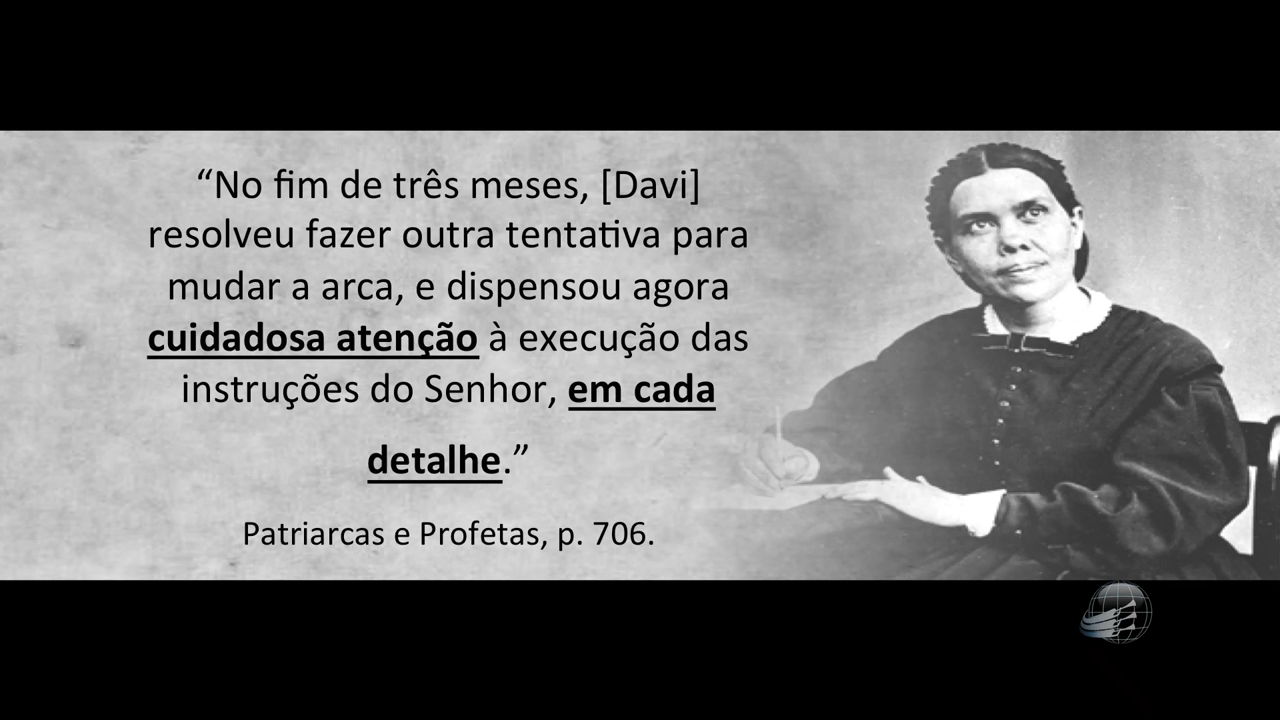 “No fim de três meses, [Davi]
resolveu fazer outra tentativa para
mudar a arca, e dispensou agora
cuidadosa atenção à execução das
instruções do Senhor, em cada
detalhe.”
Patriarcas e Profetas, p. 706.